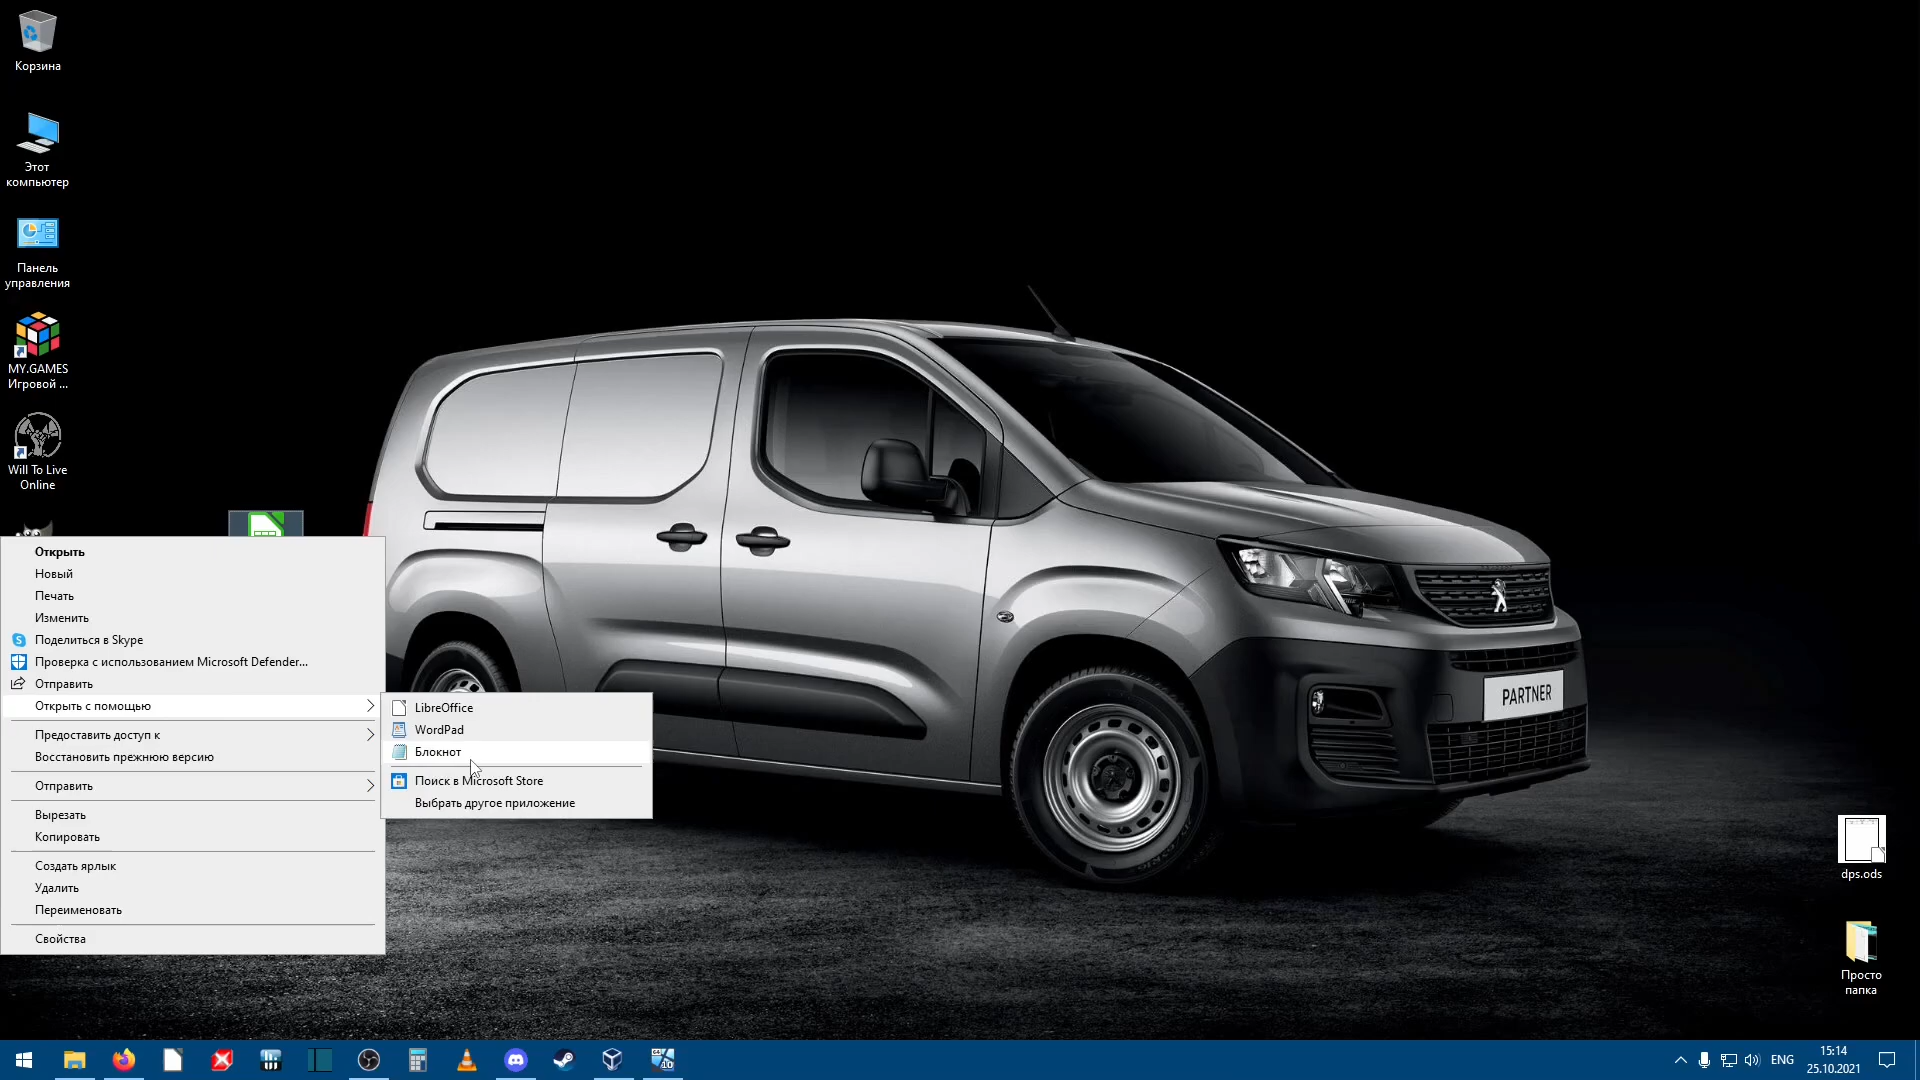 Корзина
Этот
компьютер
Панель
управления
MY.GAMES
Игровой ...
Will To Live
Online
Открыть
Новый
Печать
Изменить
Поделиться в Skype
Проверка с использованием Microsoft Defender...
Отправить
Открыть с помощью
Предоставить доступ к
Восстановить прежнюю версию
Отправить
Вырезать
Копировать
Создать ярлык
Удалить
Переименовать
Свойства
LibreOffice
WordPad
Блокнот
Поиск в Microsoft Store
Выбрать другое приложение
PARTNER
dps.ods
Просто
папка
ENG
15:14
25.10.2021